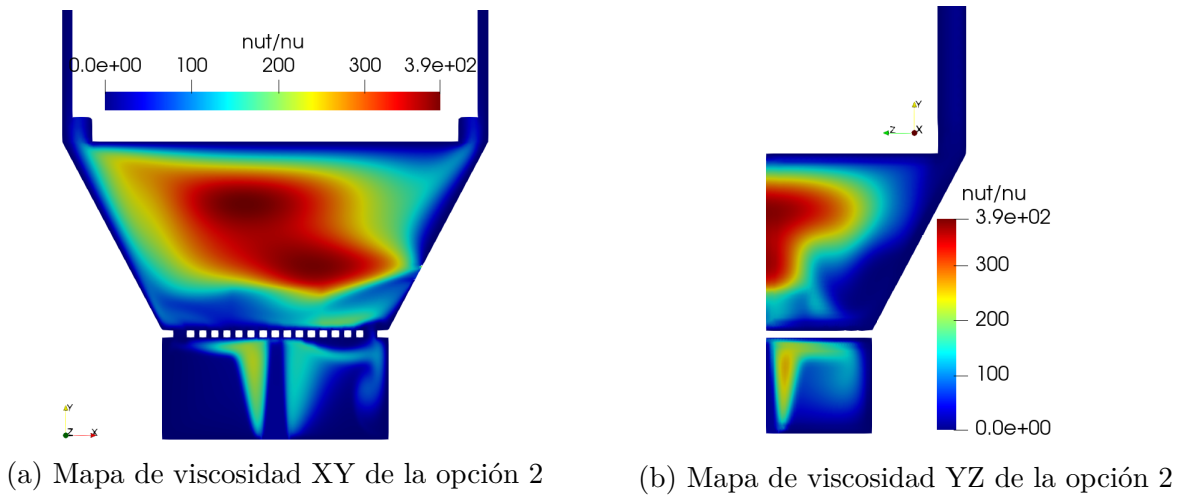 nut/nu
0.0e+00 100 200 300 3.9e+02
Y
Z X
(a) Mapa de viscosidad XY de la opción 2
Y
Z X
nut/nu
3.9e+02
300
200
100
0.0e+00
(b) Mapa de viscosidad YZ de la opción 2